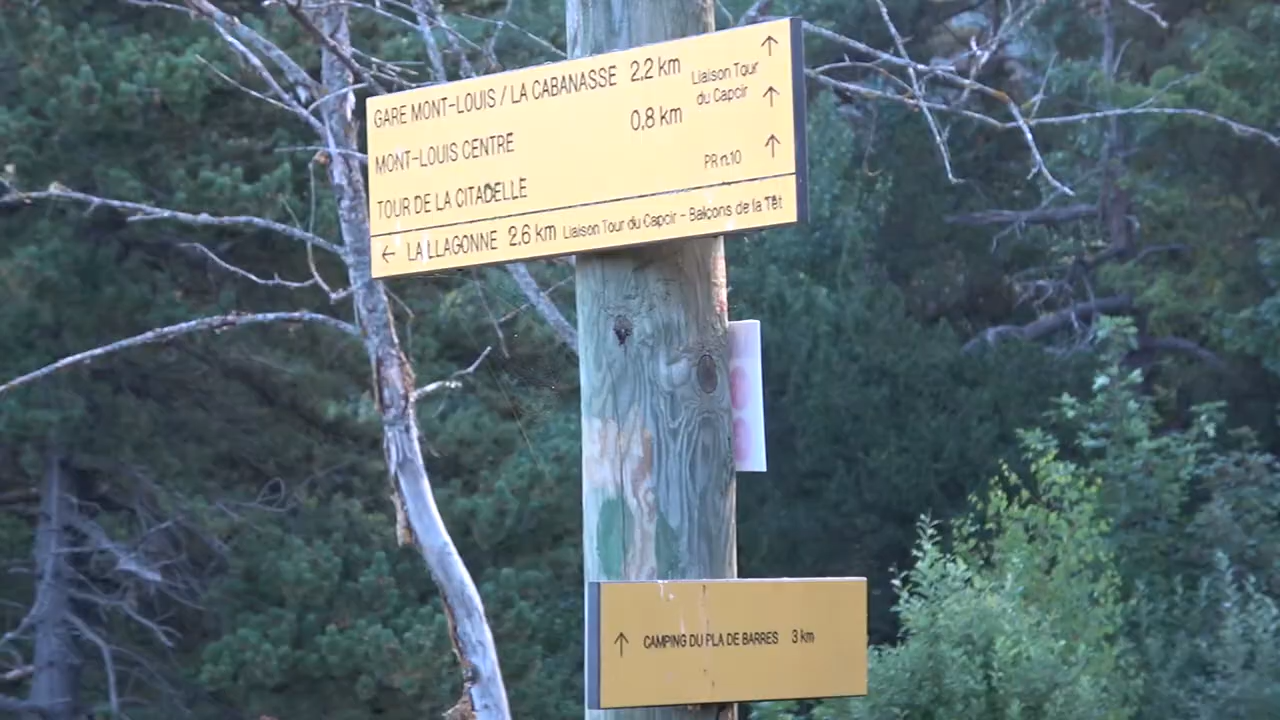 GARE MONT-LOUIS / LA CABANASSE 2,2 km Liaison Tour du Capcir ↑
MONT-LOUIS CENTRE 0,8 km ↑
TOUR DE LA CITADELLE PR n.10 ↑
← LA LLAGONNE 2.6 km Liaison Tour du Capcir - Balcons de la Têt
↑ CAMPING DU PLA DE BARRES 3 km